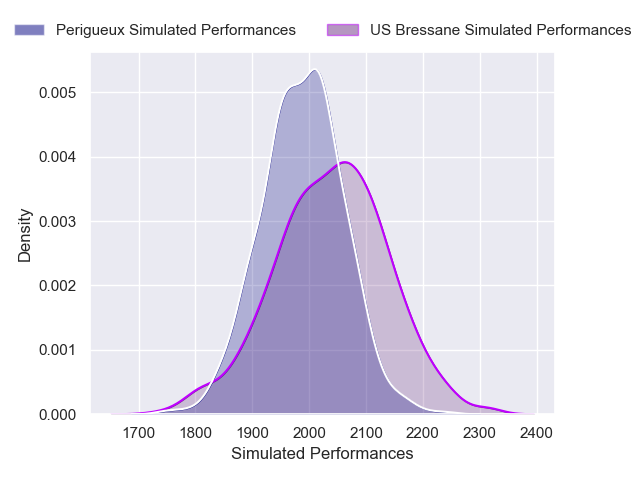 Perigueux Simulated Performances US Bressane Simulated Performances
0.005
0.004
0.003
0.002
0.001
0.000
Density
1700 1800 1900 2000 2100 2200 2300 2400
Simulated Performances